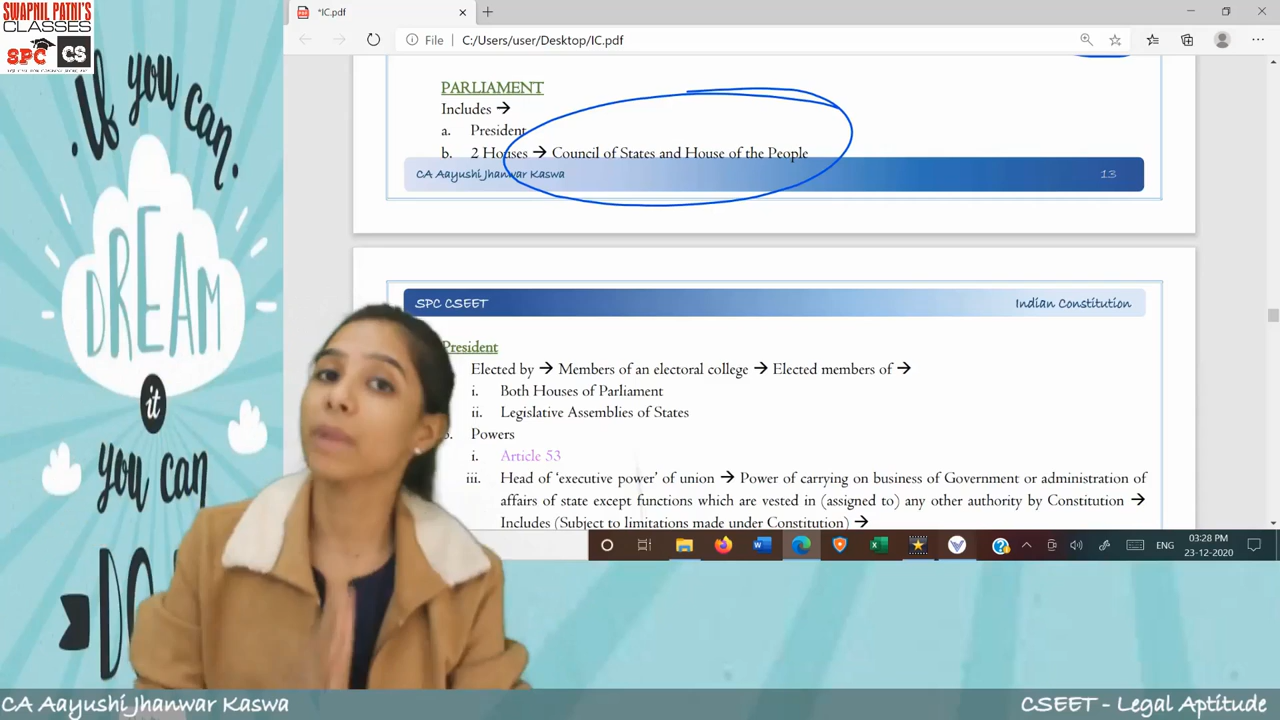 SWAPNIL PATNI'S
CLASSES
SPC CS
If you can
DREAM
it
you can
DO
*IC.pdf
File C:/Users/user/Desktop/IC.pdf
PARLIAMENT
Includes →
a. President
b. 2 Houses → Council of States and House of the People
CA Aayushi Jhanwar Kaswa 13
SPC CSEET Indian Constitution
President
Elected by → Members of an electoral college → Elected members of →
i. Both Houses of Parliament
ii. Legislative Assemblies of States
Powers
i. Article 53
iii. Head of ‘executive power’ of union → Power of carrying on business of Government or administration of
affairs of state except functions which are vested in (assigned to) any other authority by Constitution →
Includes (Subject to limitations made under Constitution) →
ENG
03:28 PM
23-12-2020
CA Aayushi Jhanwar Kaswa
CSEET - Legal Aptitude